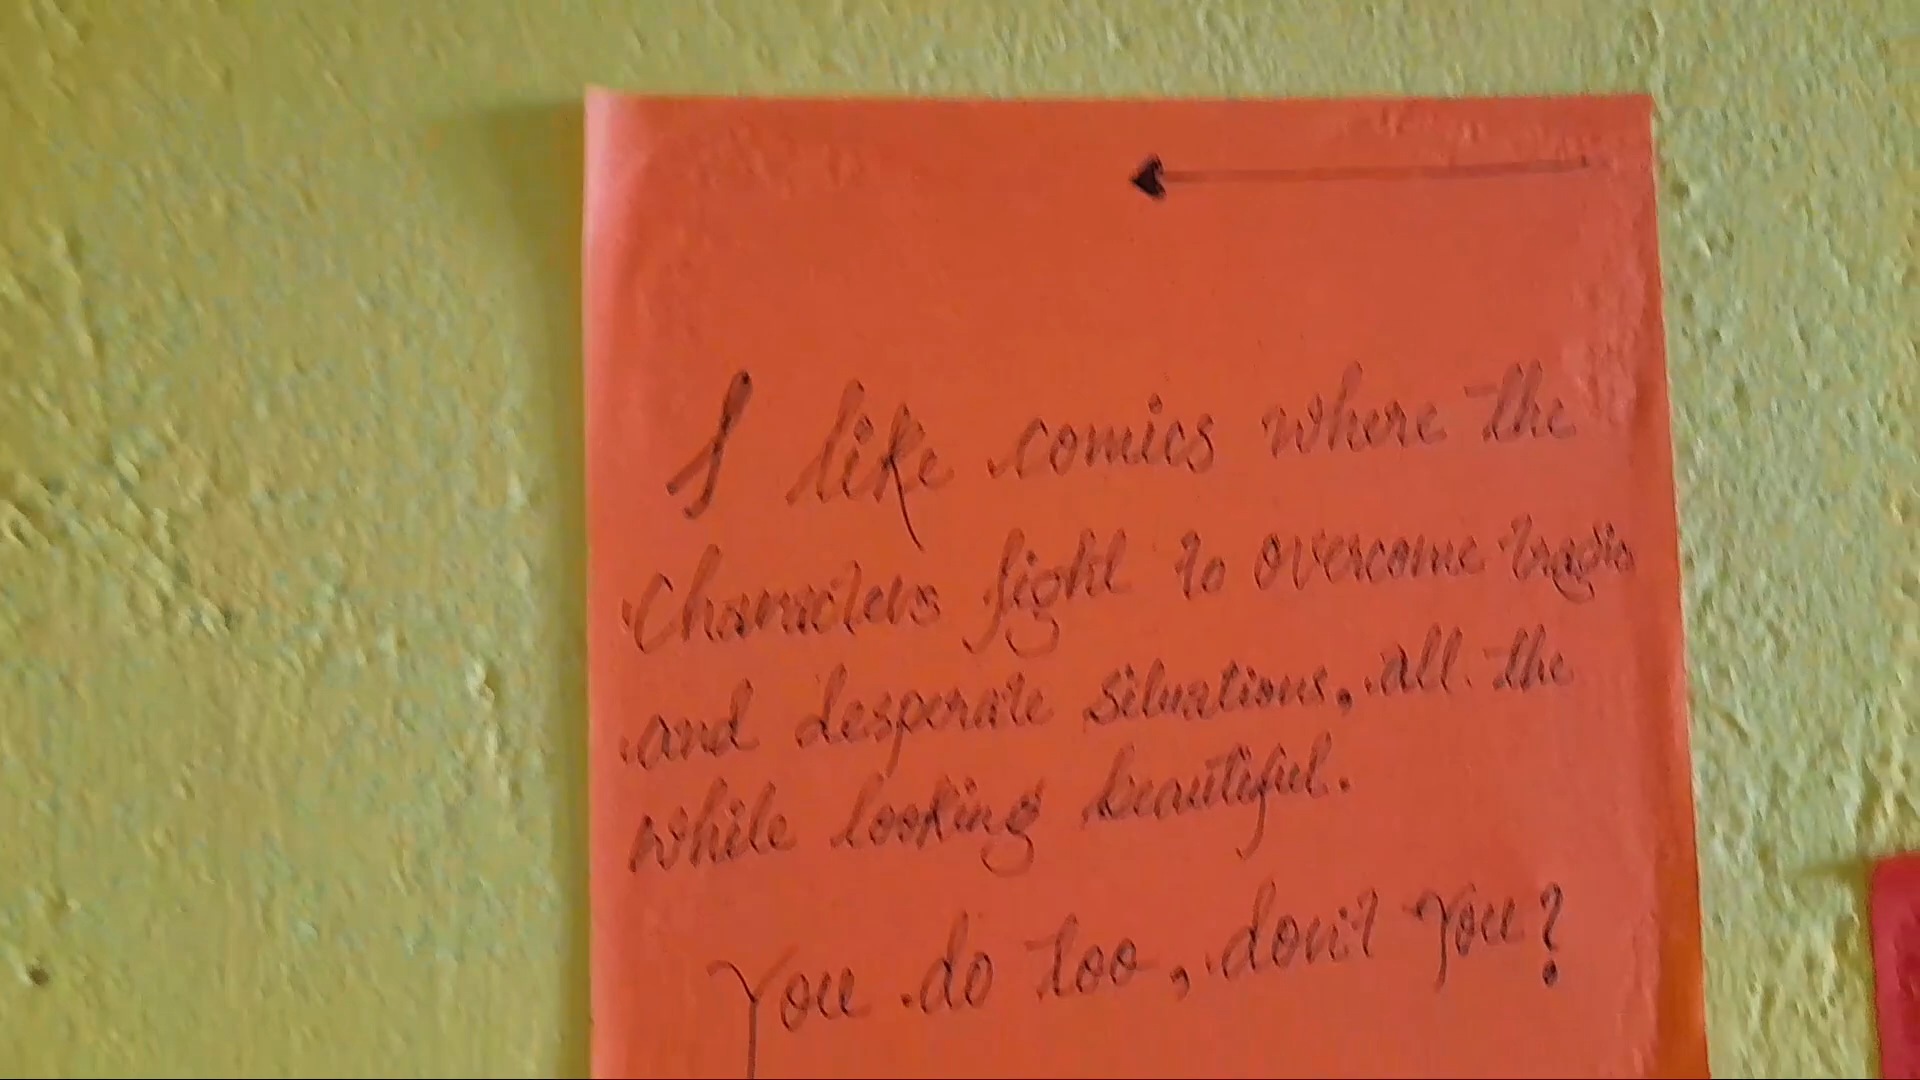 I like comics where the
Characters fight to overcome tragic
and desperate situations, all the
while looking beautiful.
You do too, don't you?